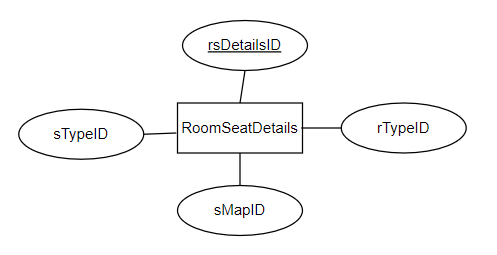 rsDetailsID
sTypeID
RoomSeatDetails
rTypeID
sMapID